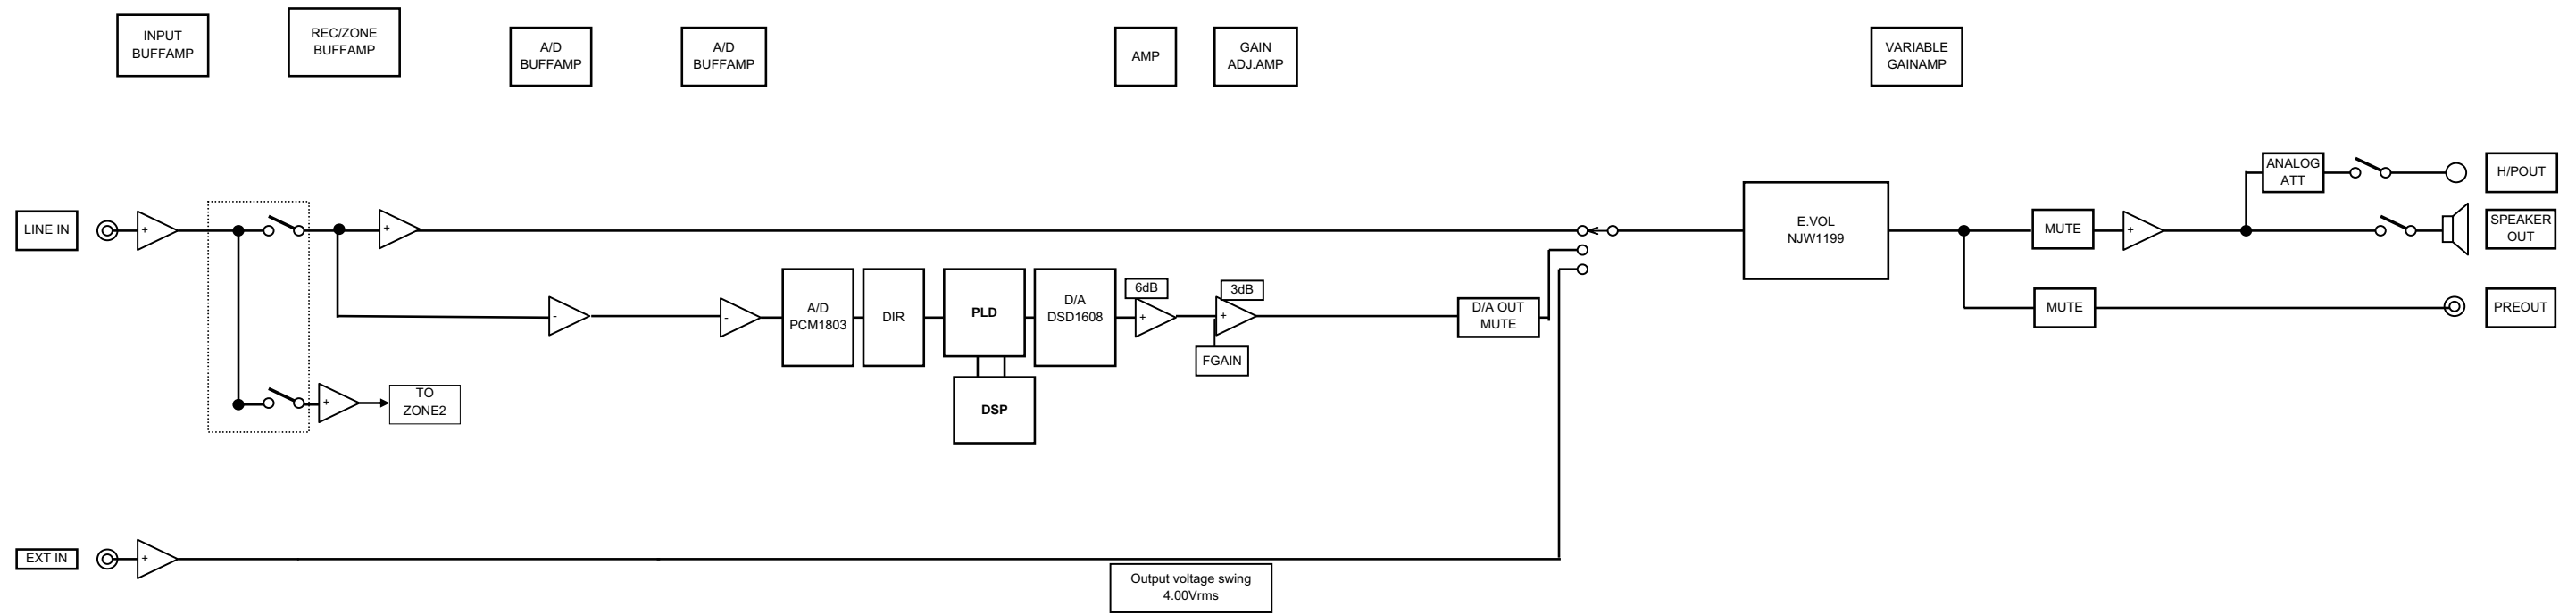 INPUT
BUFFAMP
REC/ZONE
BUFFAMP
A/D
BUFFAMP
A/D
BUFFAMP
AMP
GAIN
ADJ.AMP
VARIABLE
GAINAMP
LINE IN
+
+
E.VOL
NJW1199
MUTE
+
ANALOG
ATT
H/POUT
SPEAKER
OUT
-
-
A/D
PCM1803
DIR
PLD
D/A
DSD1608
6dB
+
3dB
+
FGAIN
D/A OUT
MUTE
MUTE
PREOUT
DSP
+
TO
ZONE2
EXT IN
+
Output voltage swing
4.00Vrms